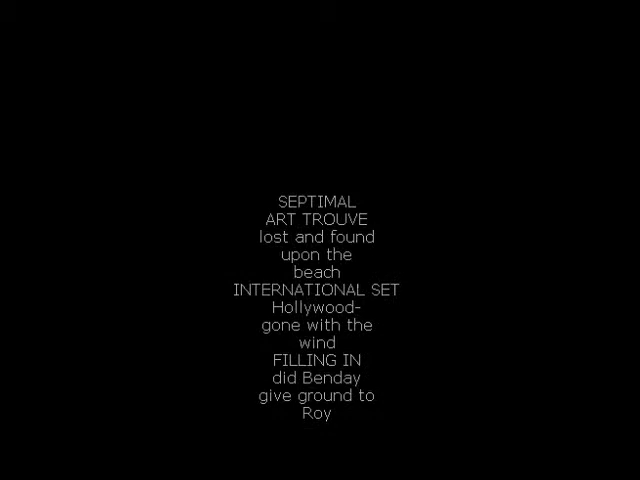 SEPTIMAL
ART TROUVE
lost and found
upon the
beach
INTERNATIONAL SET
Hollywood-
gone with the
wind
FILLING IN
did Benday
give ground to
Roy